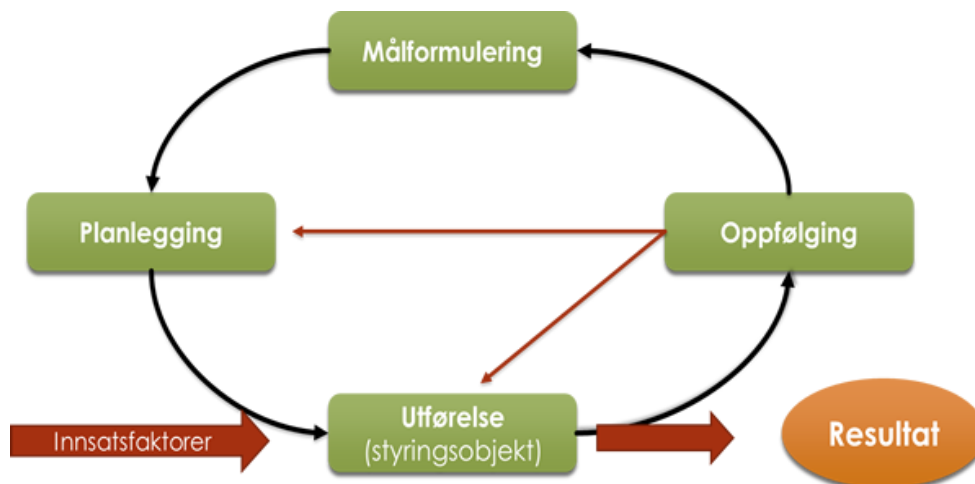 Målformulering
Planlegging
Oppfølging
Innsatsfaktorer
Utførelse
(styringsobjekt)
Resultat